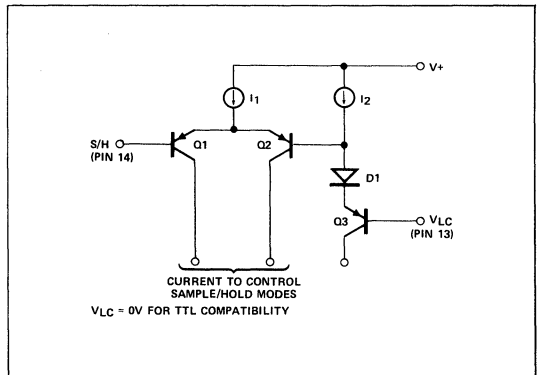 V+
I1
I2
S/H
(PIN 14)
Q1
Q2
D1
Q3
VLC
(PIN 13)
CURRENT TO CONTROL
SAMPLE/HOLD MODES
VLC = 0V FOR TTL COMPATIBILITY